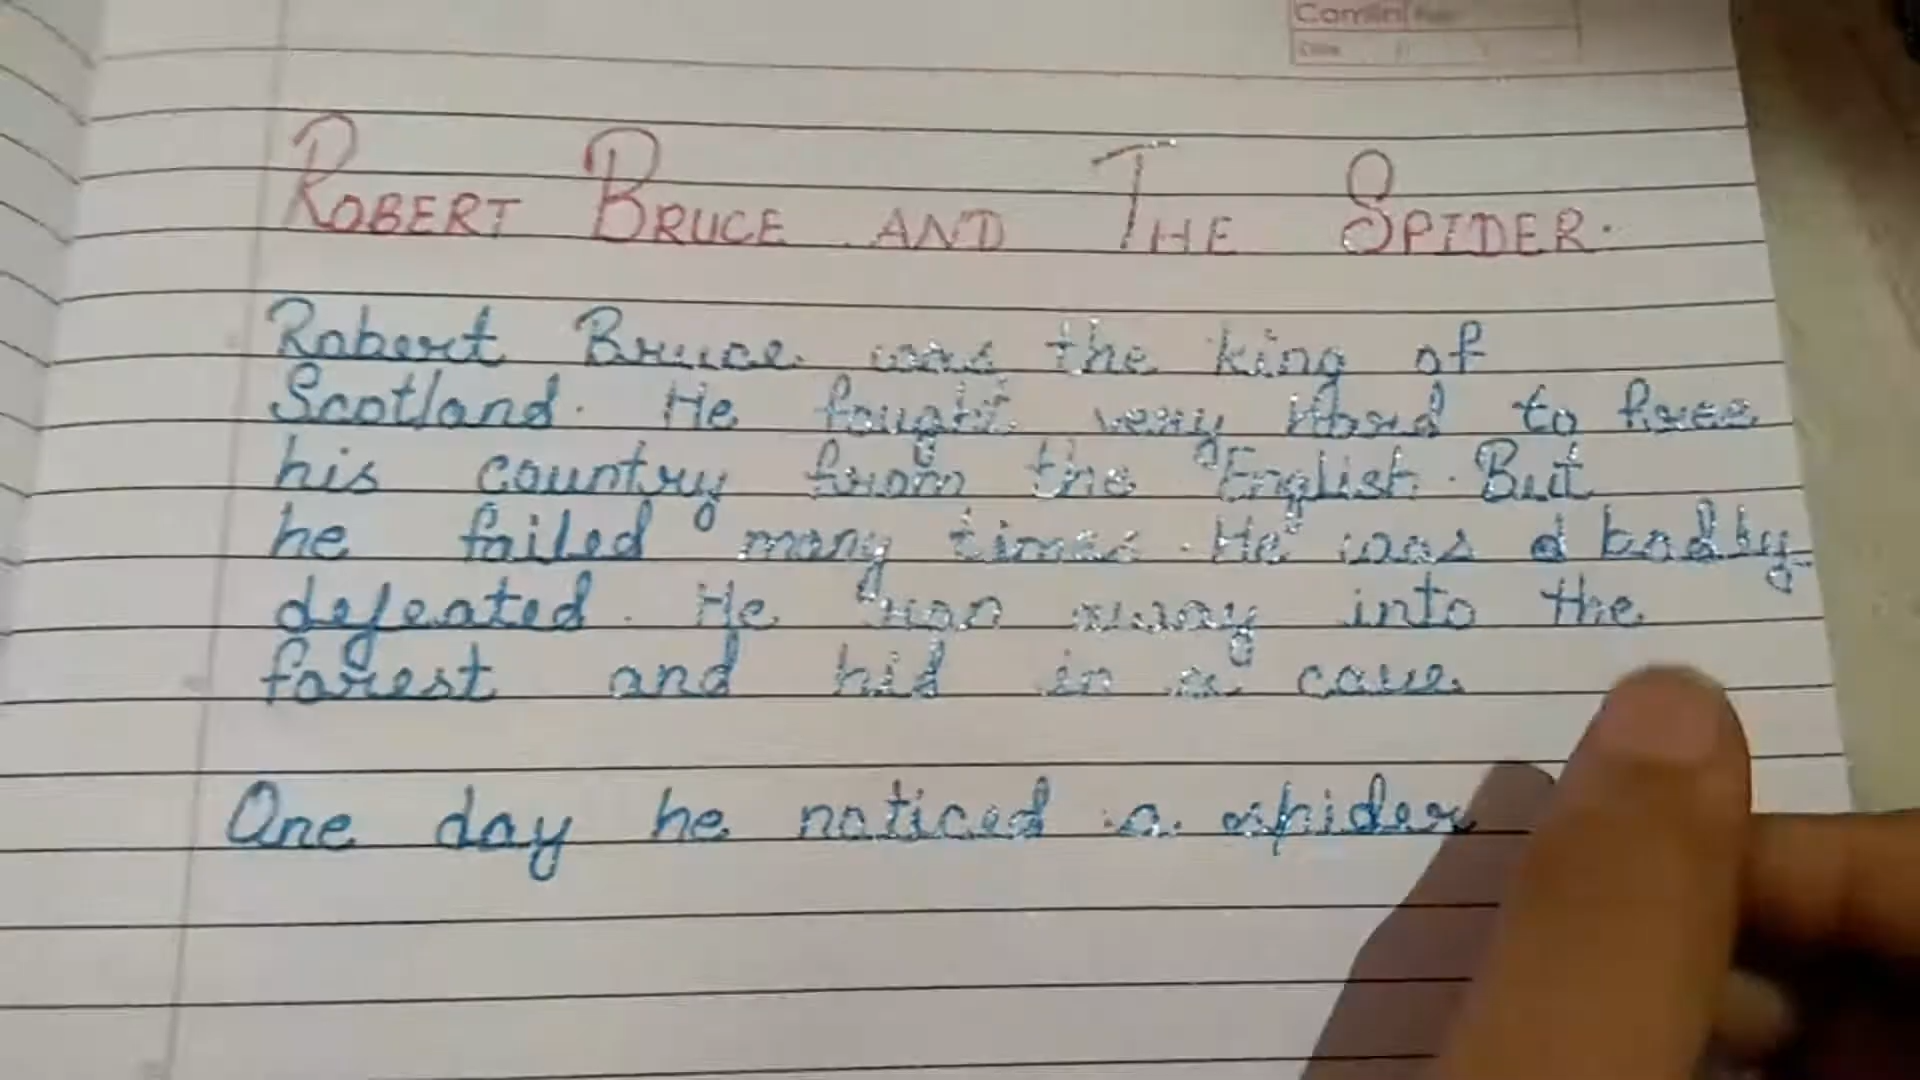 ROBERT BRUCE AND THE SPIDER.
Robert Bruce was the king of
Scotland. He fought very Hard to free
his country from the English. But
he failed many times. He was d badly
defeated. He ran away into the
forest and hid in a cave.
One day he noticed a spider
Date